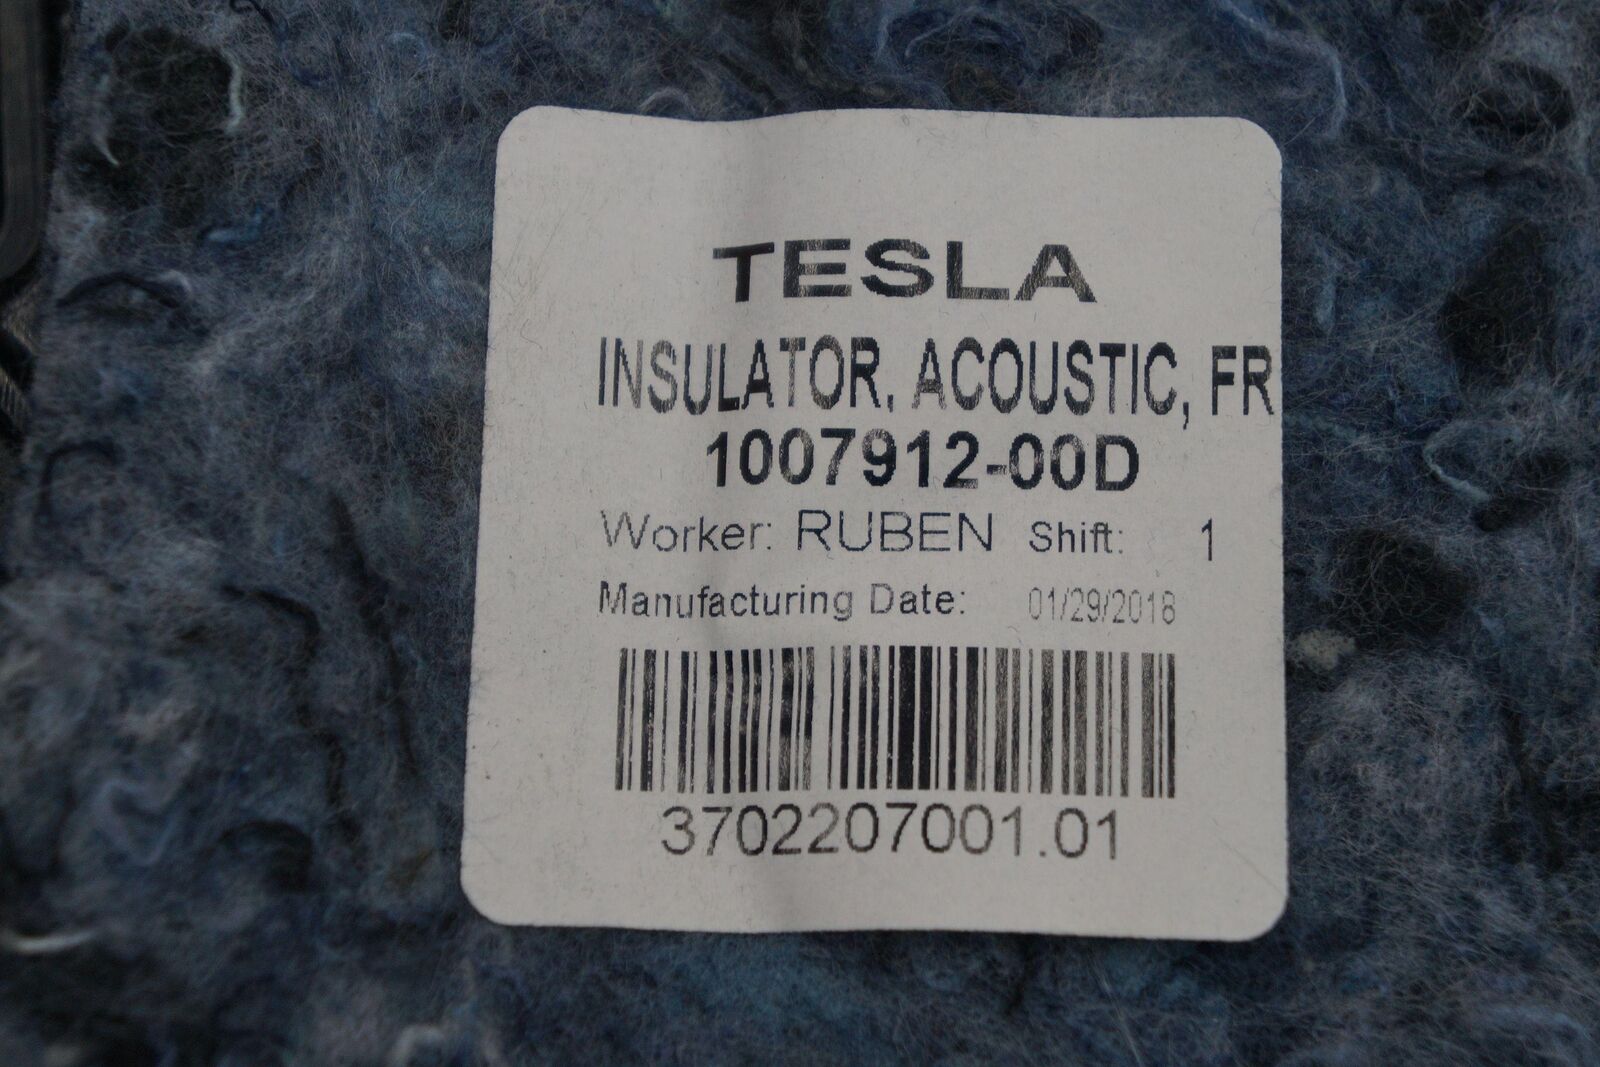 TESLA
INSULATOR, ACOUSTIC, FR
1007912-00D
Worker: RUBEN Shift: 1
Manufacturing Date: 01/29/2018
3702207001.01